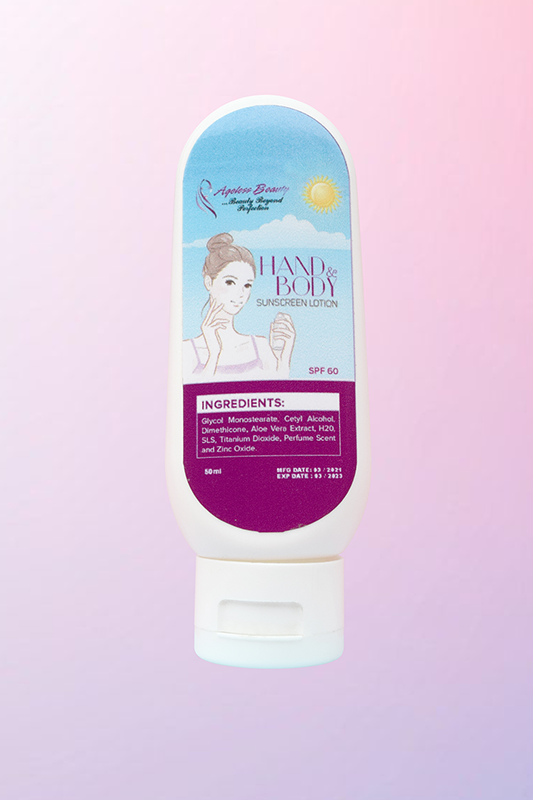 Ageless Beauty
...Beauty Beyond
Perfection
HAND &
BODY
SUNSCREEN LOTION
SPF 60
INGREDIENTS:
Glycol Monostearate, Cetyl Alcohol,
Dimethicone, Aloe Vera Extract, H20,
SLS, Titanium Dioxide, Perfume Scent
and Zinc Oxide.
50ml
MFG DATE: 03 / 2021
EXP DATE : 03 / 2023